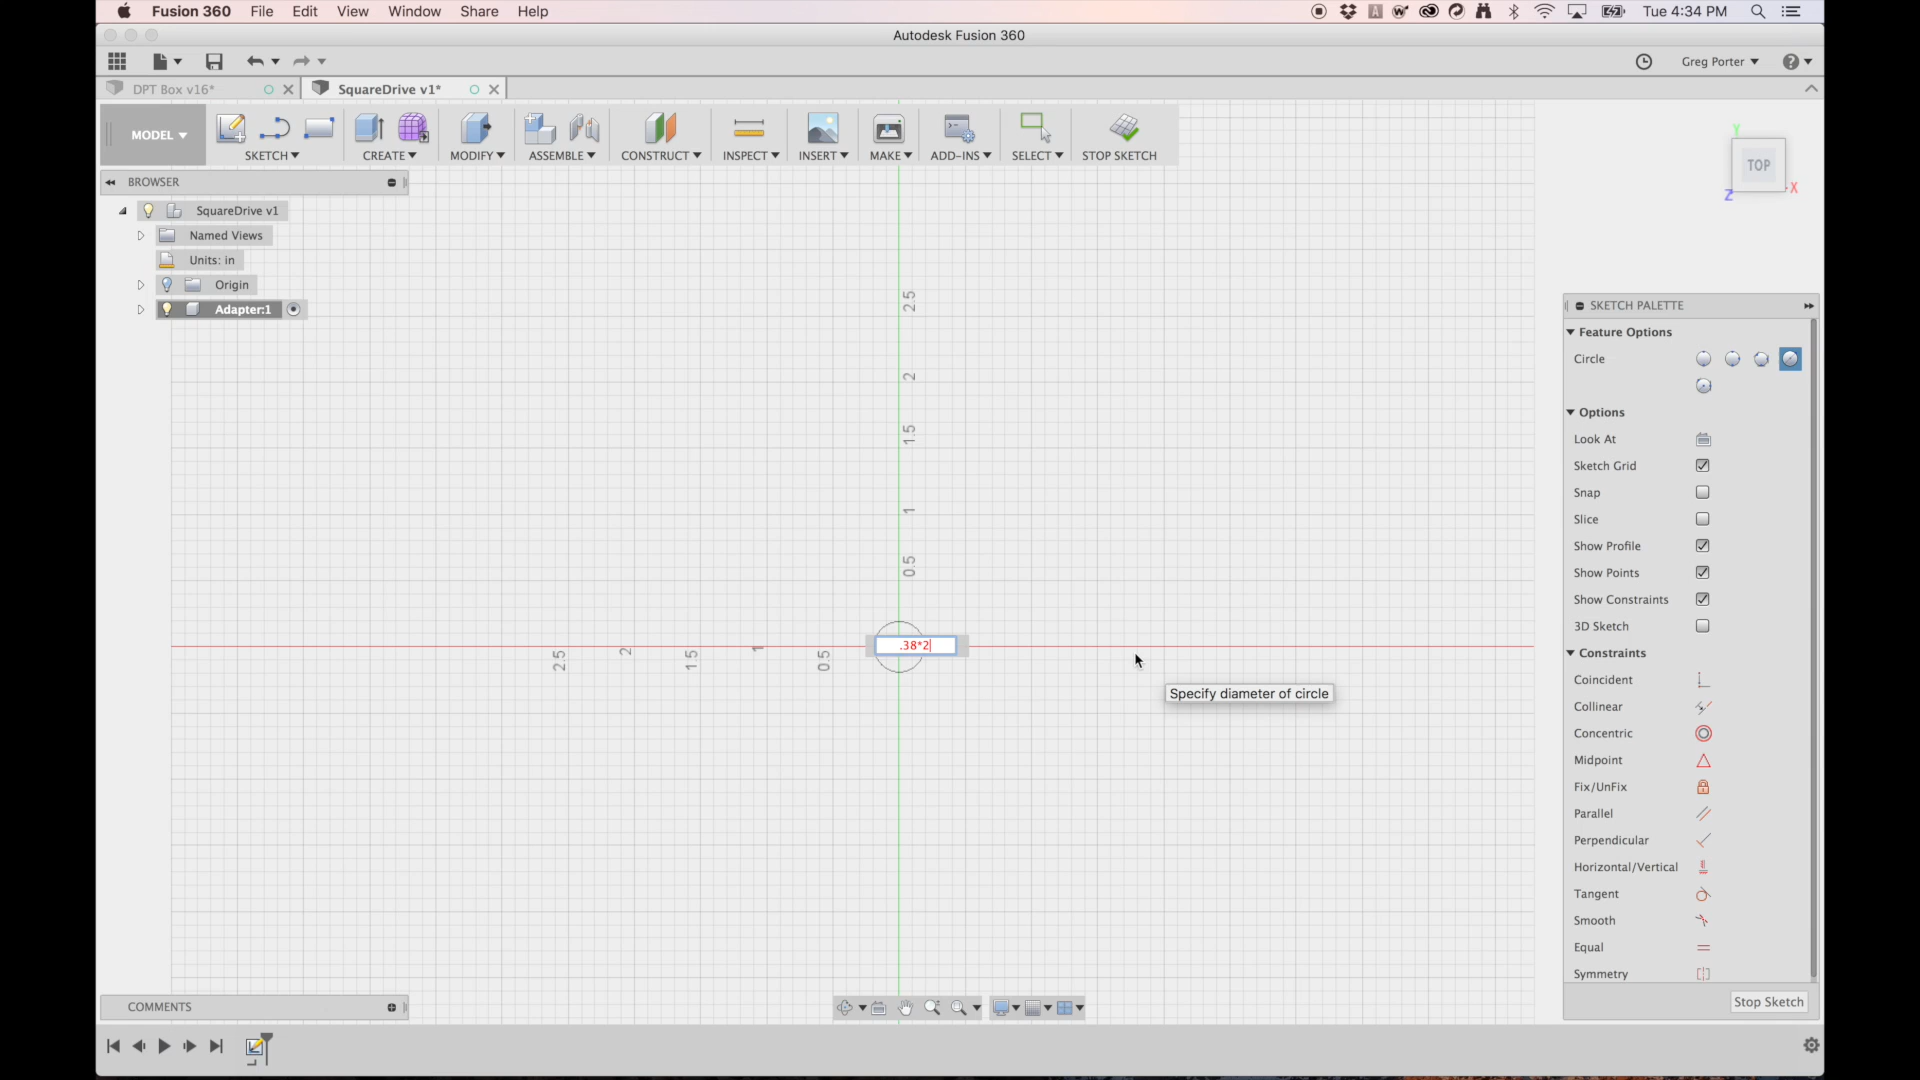 Fusion 360 File Edit View Window Share Help Tue 4:34 PM
Autodesk Fusion 360
Greg Porter
DPT Box v16* SquareDrive v1*
MODEL SKETCH CREATE MODIFY ASSEMBLE CONSTRUCT INSPECT INSERT MAKE ADD-INS SELECT STOP SKETCH
TOP
Y
X
Z
BROWSER
SquareDrive v1
Named Views
Units: in
Origin
Adapter:1
2.5
2
1.5
1
0.5
2.5 2 1.5 1 0.5
.38*2
Specify diameter of circle
SKETCH PALETTE
Feature Options
Circle
Options
Look At
Sketch Grid
Snap
Slice
Show Profile
Show Points
Show Constraints
3D Sketch
Constraints
Coincident
Collinear
Concentric
Midpoint
Fix/UnFix
Parallel
Perpendicular
Horizontal/Vertical
Tangent
Smooth
Equal
Symmetry
Stop Sketch
COMMENTS